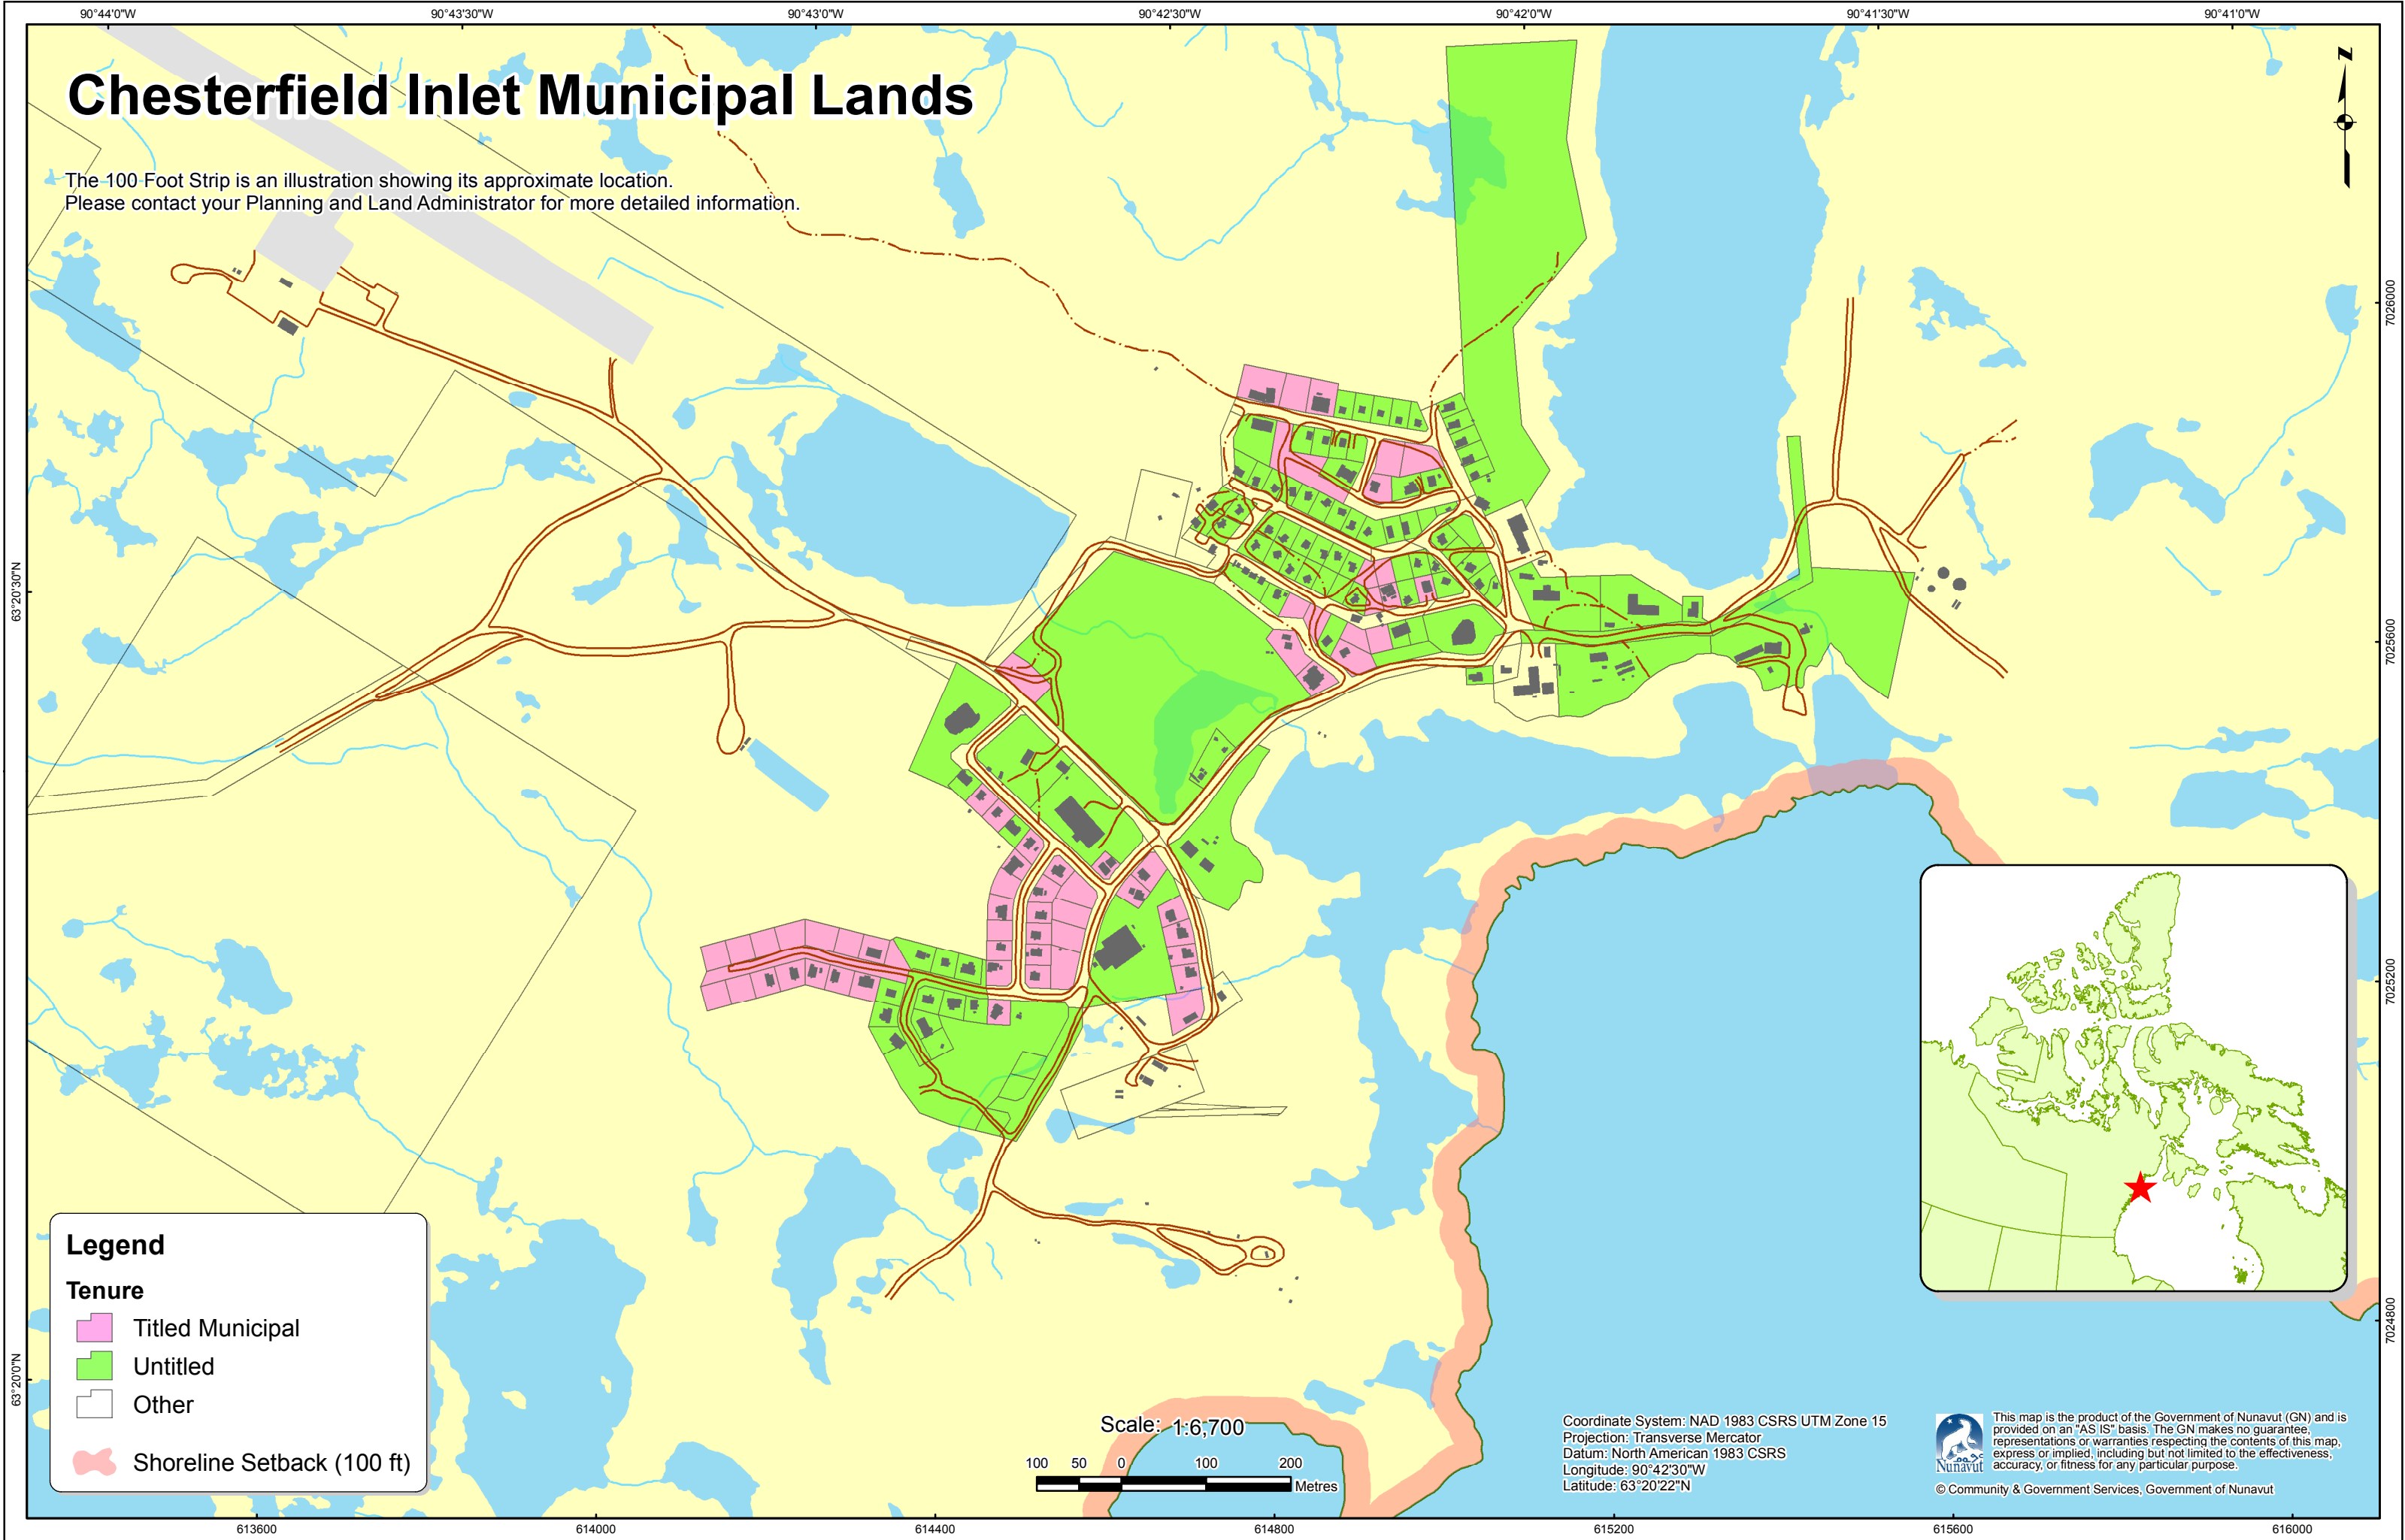 90°44'0"W
90°43'30"W
90°43'0"W
90°42'30"W
90°42'0"W
90°41'30"W
90°41'0"W
Chesterfield Inlet Municipal Lands
The 100 Foot Strip is an illustration showing its approximate location.
Please contact your Planning and Land Administrator for more detailed information.
N
7026000
63°20'30"N
7025600
7025200
7024800
63°20'0"N
Legend
Tenure
Titled Municipal
Untitled
Other
Shoreline Setback (100 ft)
Scale: 1:6,700
100 50 0 100 200
Metres
Coordinate System: NAD 1983 CSRS UTM Zone 15
Projection: Transverse Mercator
Datum: North American 1983 CSRS
Longitude: 90°42'30"W
Latitude: 63°20'22"N
Nunavut
This map is the product of the Government of Nunavut (GN) and is
provided on an "AS IS" basis. The GN makes no guarantee,
representations or warranties respecting the contents of this map,
express or implied, including but not limited to the effectiveness,
accuracy, or fitness for any particular purpose.
© Community & Government Services, Government of Nunavut
613600
614000
614400
614800
615200
615600
616000